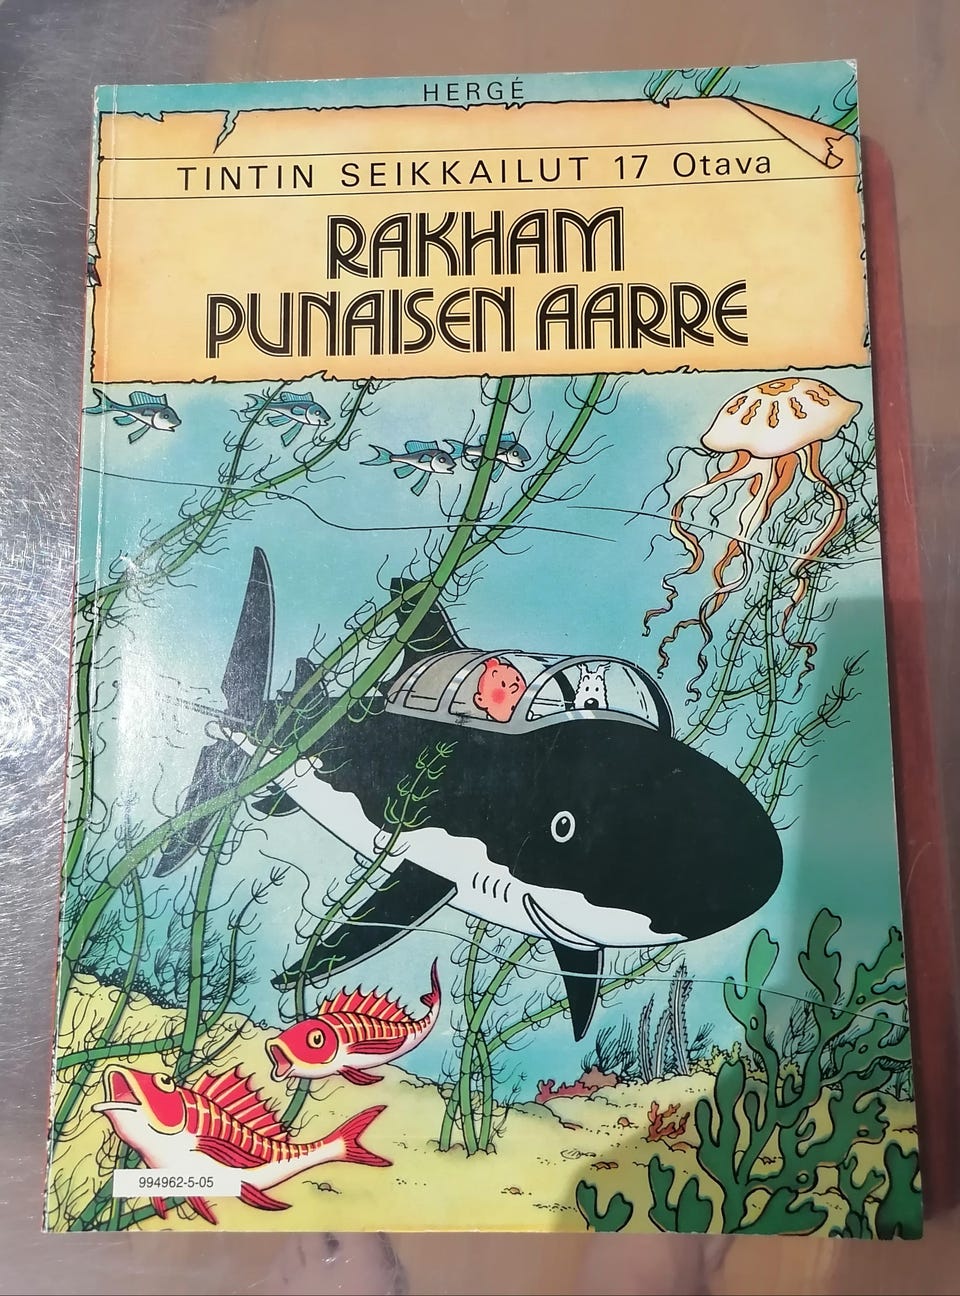 HERGÉ
TINTIN SEIKKAILUT 17 Otava
RAKHAM
PUNAISEN AARRE
994962-5-05